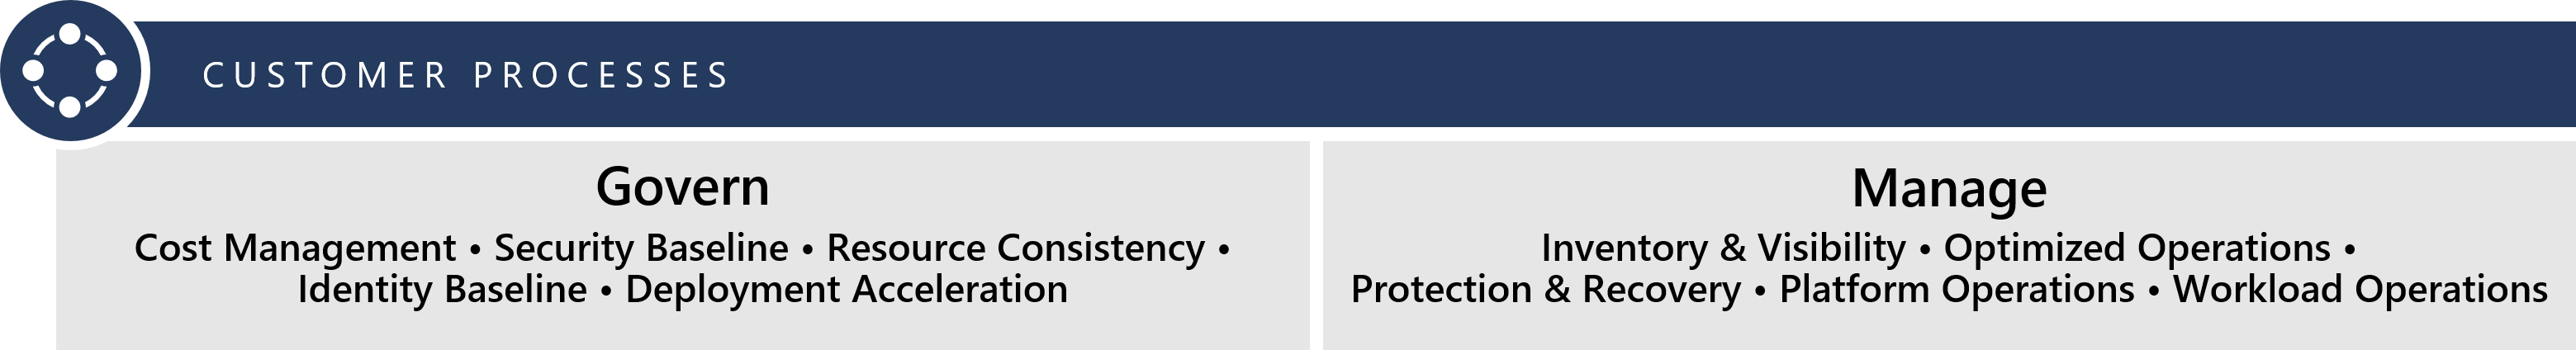 CUSTOMER PROCESSES
Govern
Cost Management • Security Baseline • Resource Consistency •
Identity Baseline • Deployment Acceleration
Manage
Inventory & Visibility • Optimized Operations •
Protection & Recovery • Platform Operations • Workload Operations